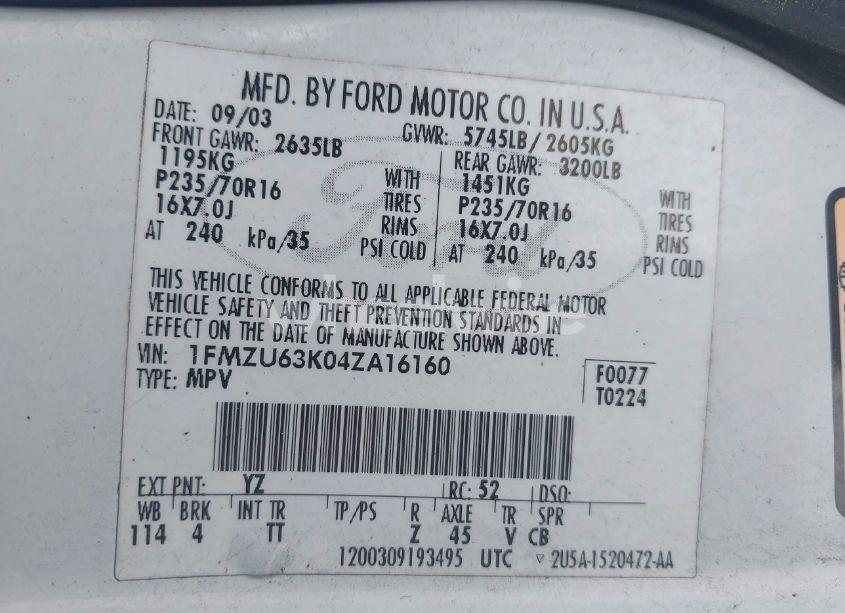 MFD. BY FORD MOTOR CO. IN U.S.A.
DATE: 09/03 GVWR: 5745LB/ 2605KG
FRONT GAWR: 2635LB REAR GAWR: 3200LB
1195KG WITH 1451KG WITH
P235/70R16 TIRES P235/70R16 TIRES
16X7.0J RIMS 16X7.0J RIMS
AT 240 kPa/35 PSI COLD AT 240 kPa/35 PSI COLD
Ford
THIS VEHICLE CONFORMS TO ALL APPLICABLE FEDERAL MOTOR
VEHICLE SAFETY AND THEFT PREVENTION STANDARDS IN
EFFECT ON THE DATE OF MANUFACTURE SHOWN ABOVE.
VIN: 1FMZU63K04ZA16160
TYPE: MPV
F0077
T0224
EXT PNT: YZ RC: 52 DSO:
WB BRK INT TR TP/PS R AXLE TR SPR
114 4 TT Z 45 V CB
1200309193495 UTC ▽ 2U5A-1520472-AA